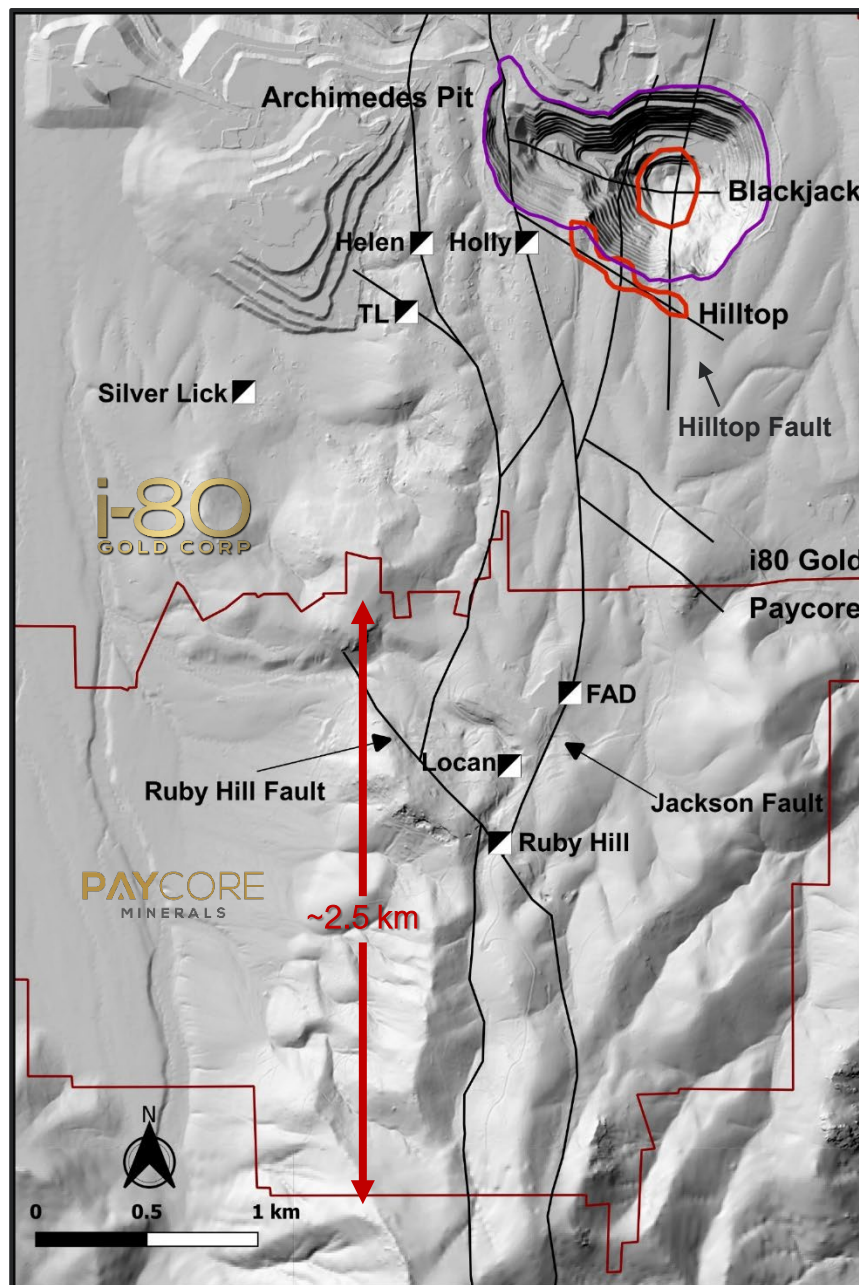 Archimedes Pit
Blackjack
Helen
Holly
TL
Hilltop
Silver Lick
Hilltop Fault
i-80
GOLD CORP
i80 Gold
Paycore
FAD
Locan
Ruby Hill Fault
Jackson Fault
Ruby Hill
PAYCORE
MINERALS
~2.5 km
N
0 0.5 1 km